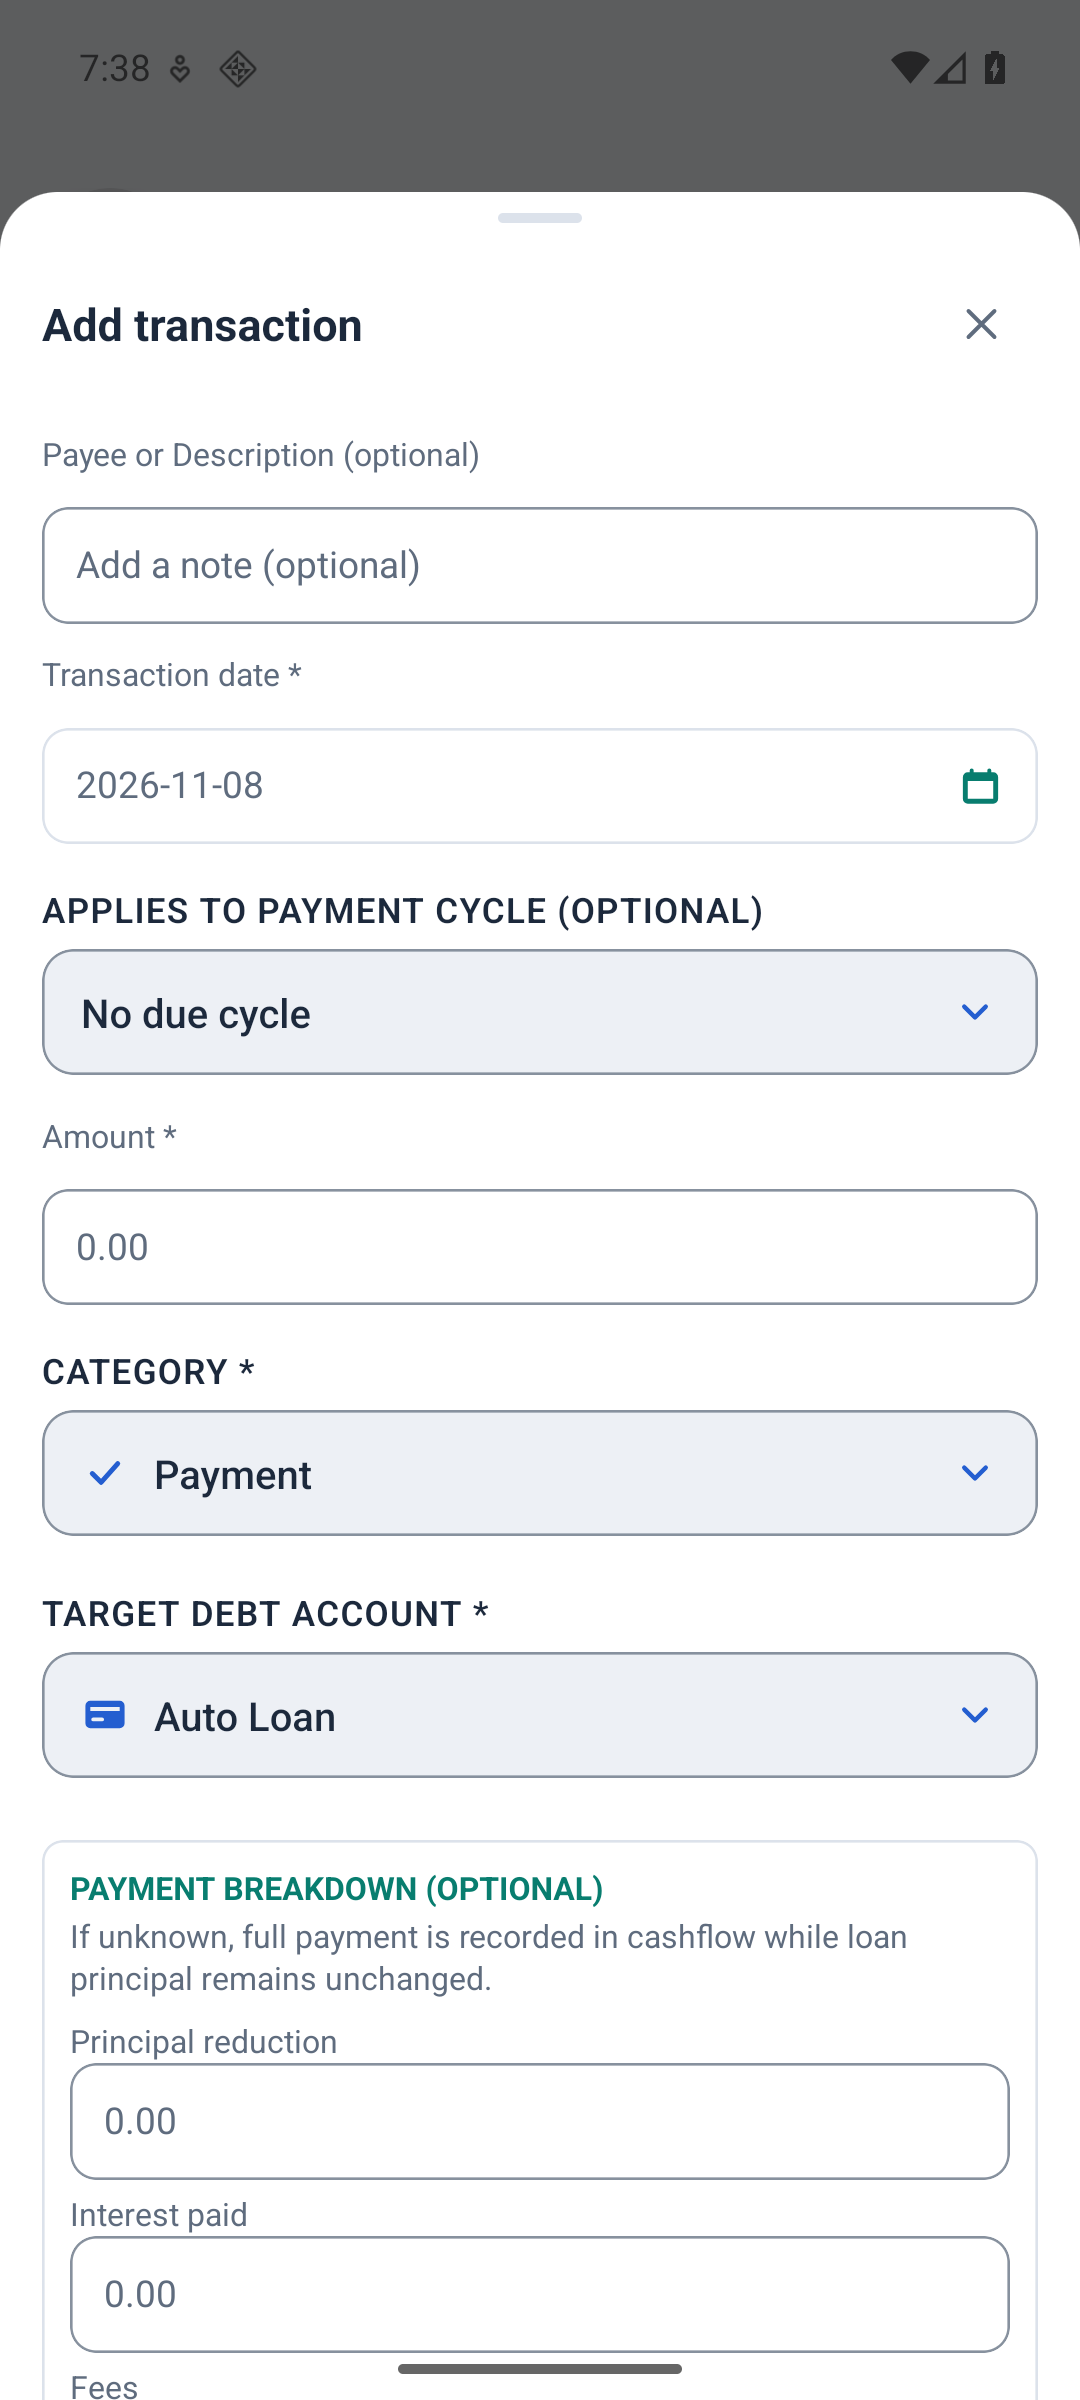 7:38
Add transaction
Payee or Description (optional)
Add a note (optional)
Transaction date *
2026-11-08
APPLIES TO PAYMENT CYCLE (OPTIONAL)
No due cycle
Amount *
0.00
CATEGORY *
Payment
TARGET DEBT ACCOUNT *
Auto Loan
PAYMENT BREAKDOWN (OPTIONAL)
If unknown, full payment is recorded in cashflow while loan
principal remains unchanged.
Principal reduction
0.00
Interest paid
0.00
Fees